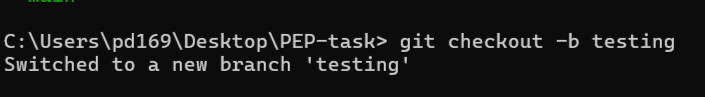 C:\Users\pd169\Desktop\PEP-task> git checkout -b testing
Switched to a new branch 'testing'